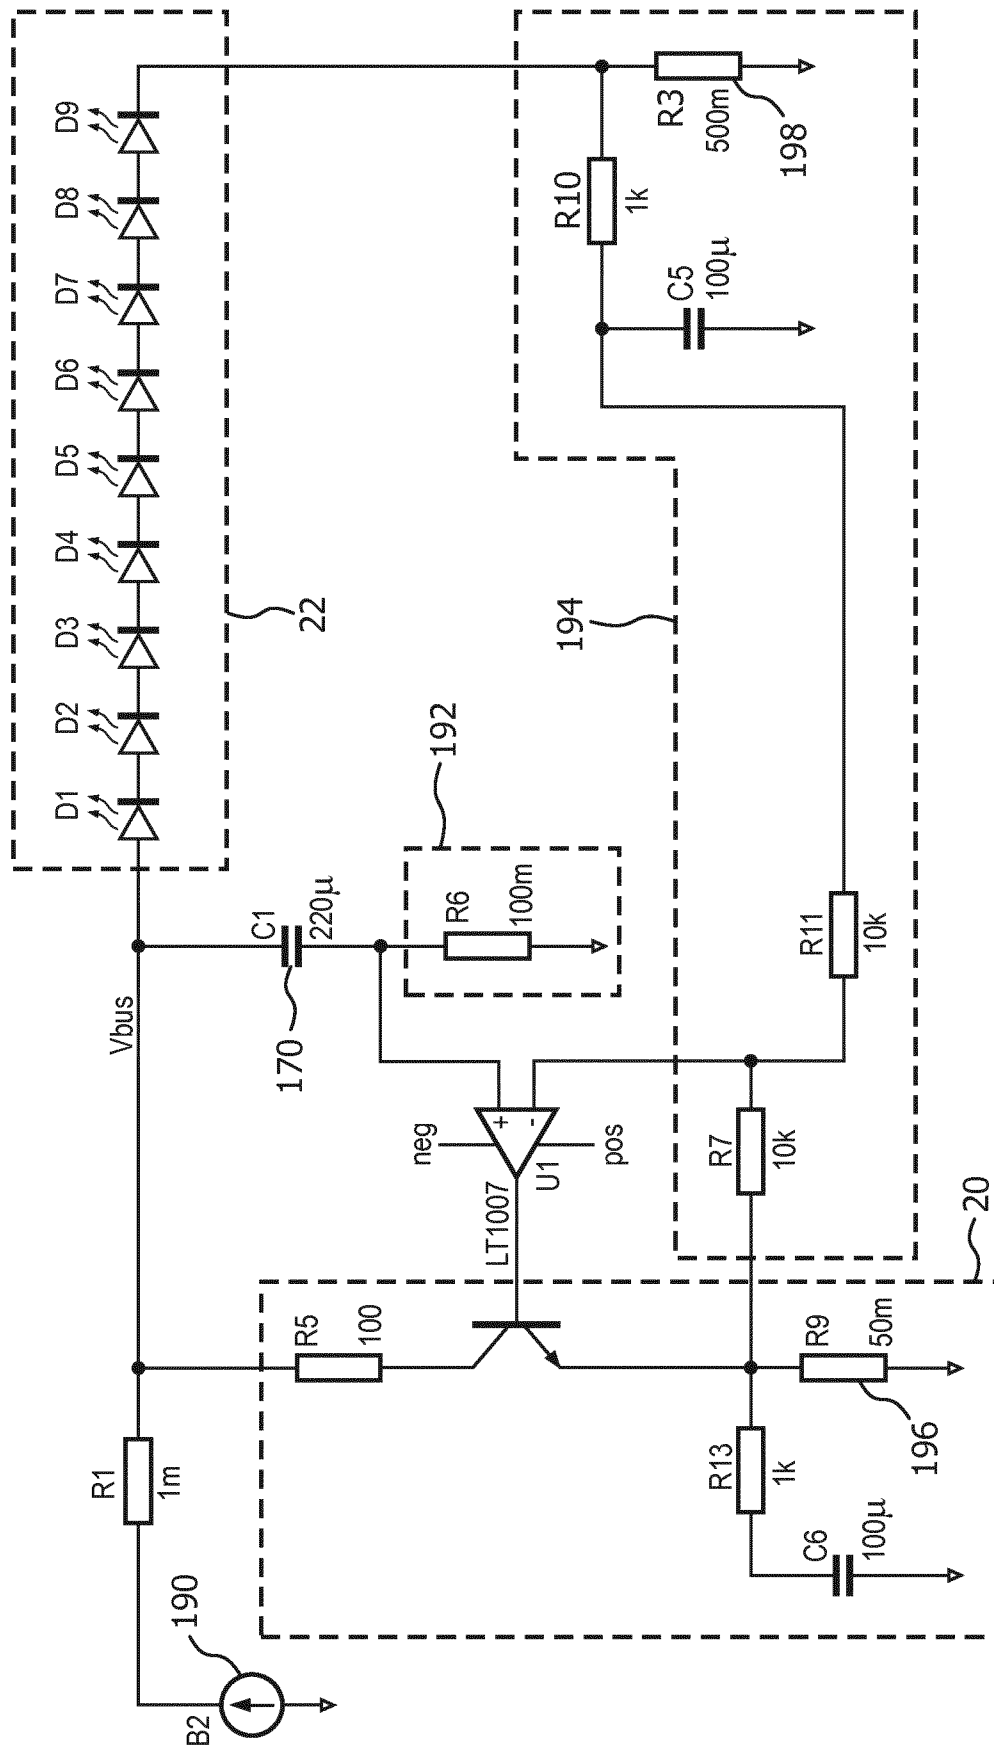 D1
D2
D3
D4
D5
D6
D7
D8
D9
22
R3
500m
198
R10
1k
C5
100µ
194
192
R6
100m
C1
220µ
170
Vbus
R11
10k
R7
10k
neg
pos
+
-
U1
LT1007
20
R5
100
R9
50m
196
R13
1k
C6
100µ
R1
1m
190
B2